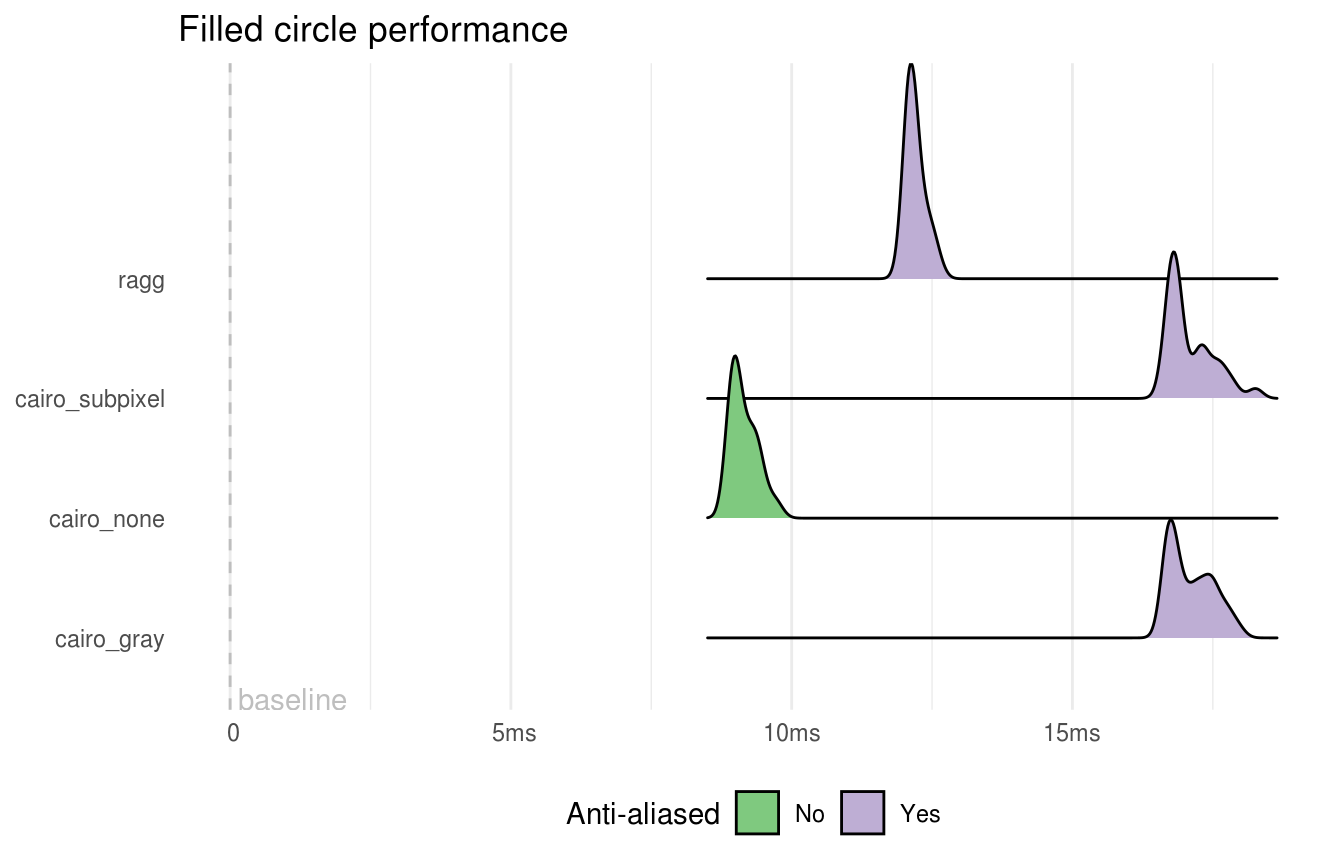 Filled circle performance
ragg
cairo_subpixel
cairo_none
cairo_gray
baseline
0 5ms 10ms 15ms
Anti-aliased No Yes